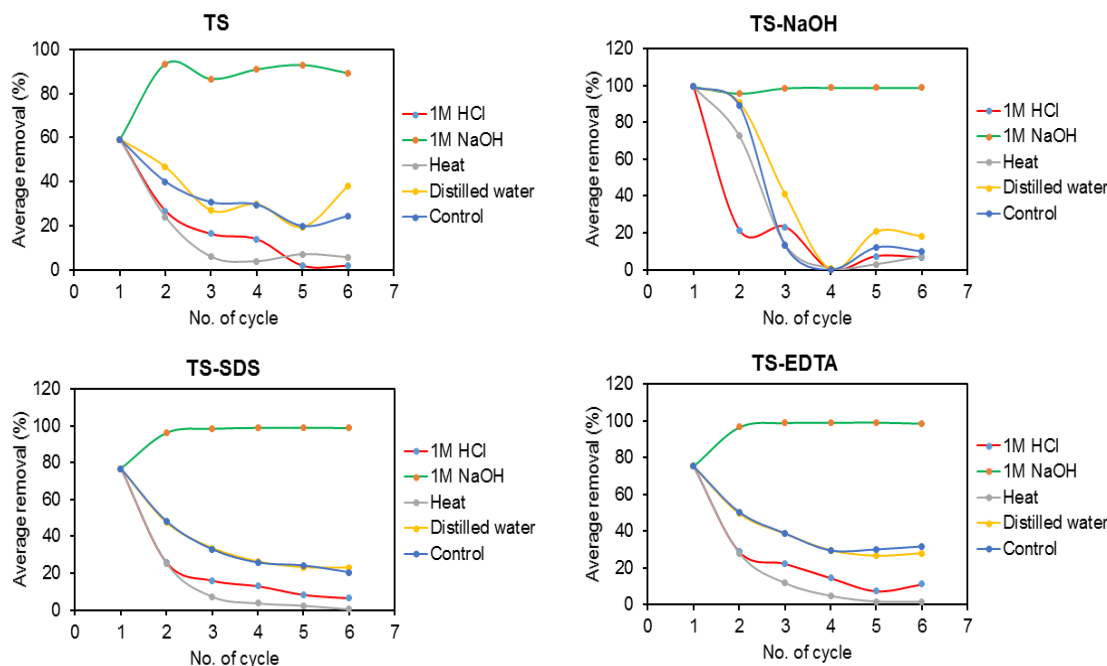 TS
Average removal (%)
100
80
60
40
20
0
0 1 2 3 4 5 6 7
No. of cycle
1M HCl
1M NaOH
Heat
Distilled water
Control
TS-NaOH
Average removal (%)
120
100
80
60
40
20
0
0 1 2 3 4 5 6 7
No. of cycle
1M HCl
1M NaOH
Heat
Distilled water
Control
TS-SDS
Average removal (%)
120
100
80
60
40
20
0
0 1 2 3 4 5 6 7
No. of cycle
1M HCl
1M NaOH
Heat
Distilled water
Control
TS-EDTA
Average removal (%)
120
100
80
60
40
20
0
0 1 2 3 4 5 6 7
No. of cycle
1M HCl
1M NaOH
Heat
Distilled water
Control